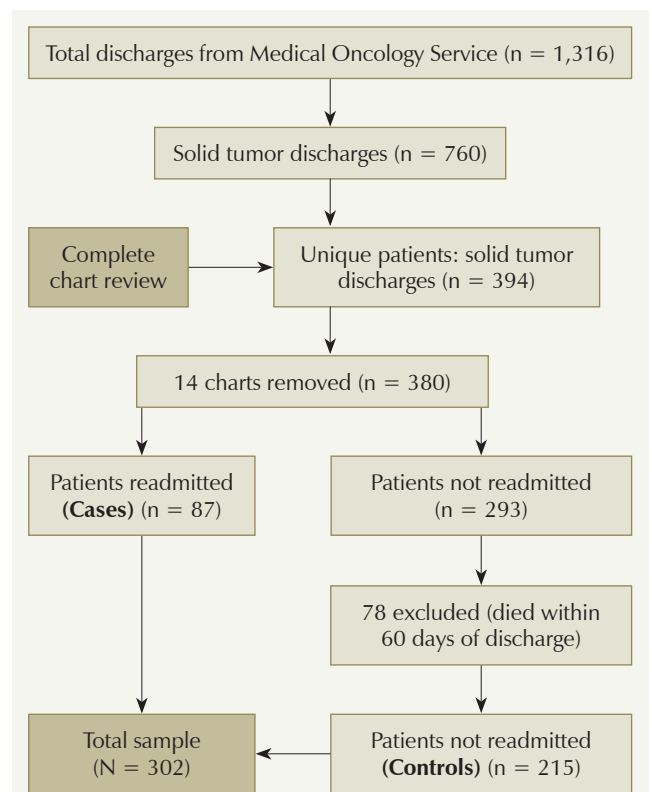 Total discharges from Medical Oncology Service (n = 1,316)
Solid tumor discharges (n = 760)
Complete
chart review
Unique patients: solid tumor
discharges (n = 394)
14 charts removed (n = 380)
Patients readmitted
(Cases) (n = 87)
Patients not readmitted
(n = 293)
78 excluded (died within
60 days of discharge)
Total sample
(N = 302)
Patients not readmitted
(Controls) (n = 215)